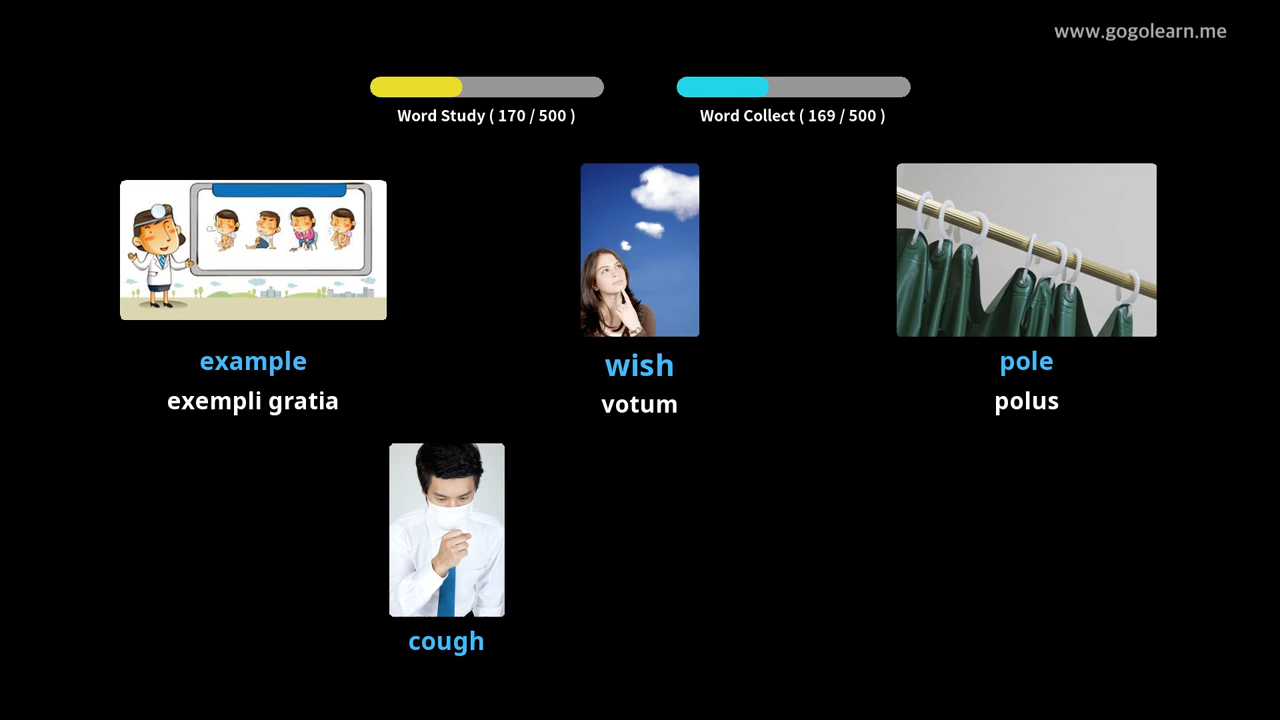 www.gogolearn.me
Word Study ( 170 / 500 )
Word Collect ( 169 / 500 )
example
exempli gratia
wish
votum
pole
polus
cough